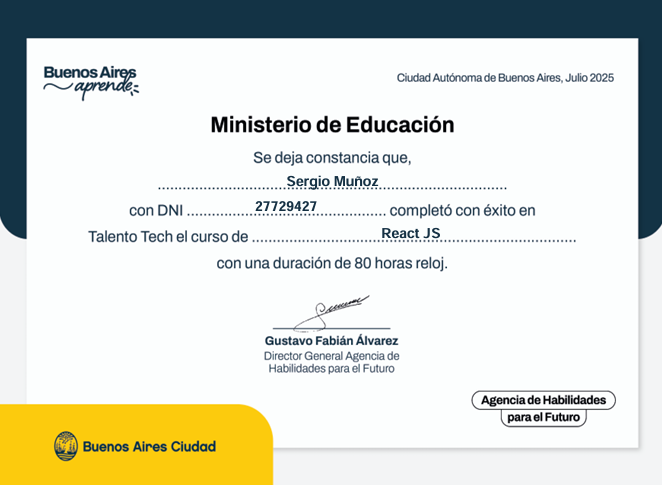 Buenos Aires
aprende
Ciudad Autónoma de Buenos Aires, Julio 2025
Ministerio de Educación
Se deja constancia que,
Sergio Muñoz
con DNI 27729427 completó con éxito en
Talento Tech el curso de React JS
con una duración de 80 horas reloj.
Gustavo Fabián Álvarez
Director General Agencia de
Habilidades para el Futuro
Agencia de Habilidades
para el Futuro
Buenos Aires Ciudad